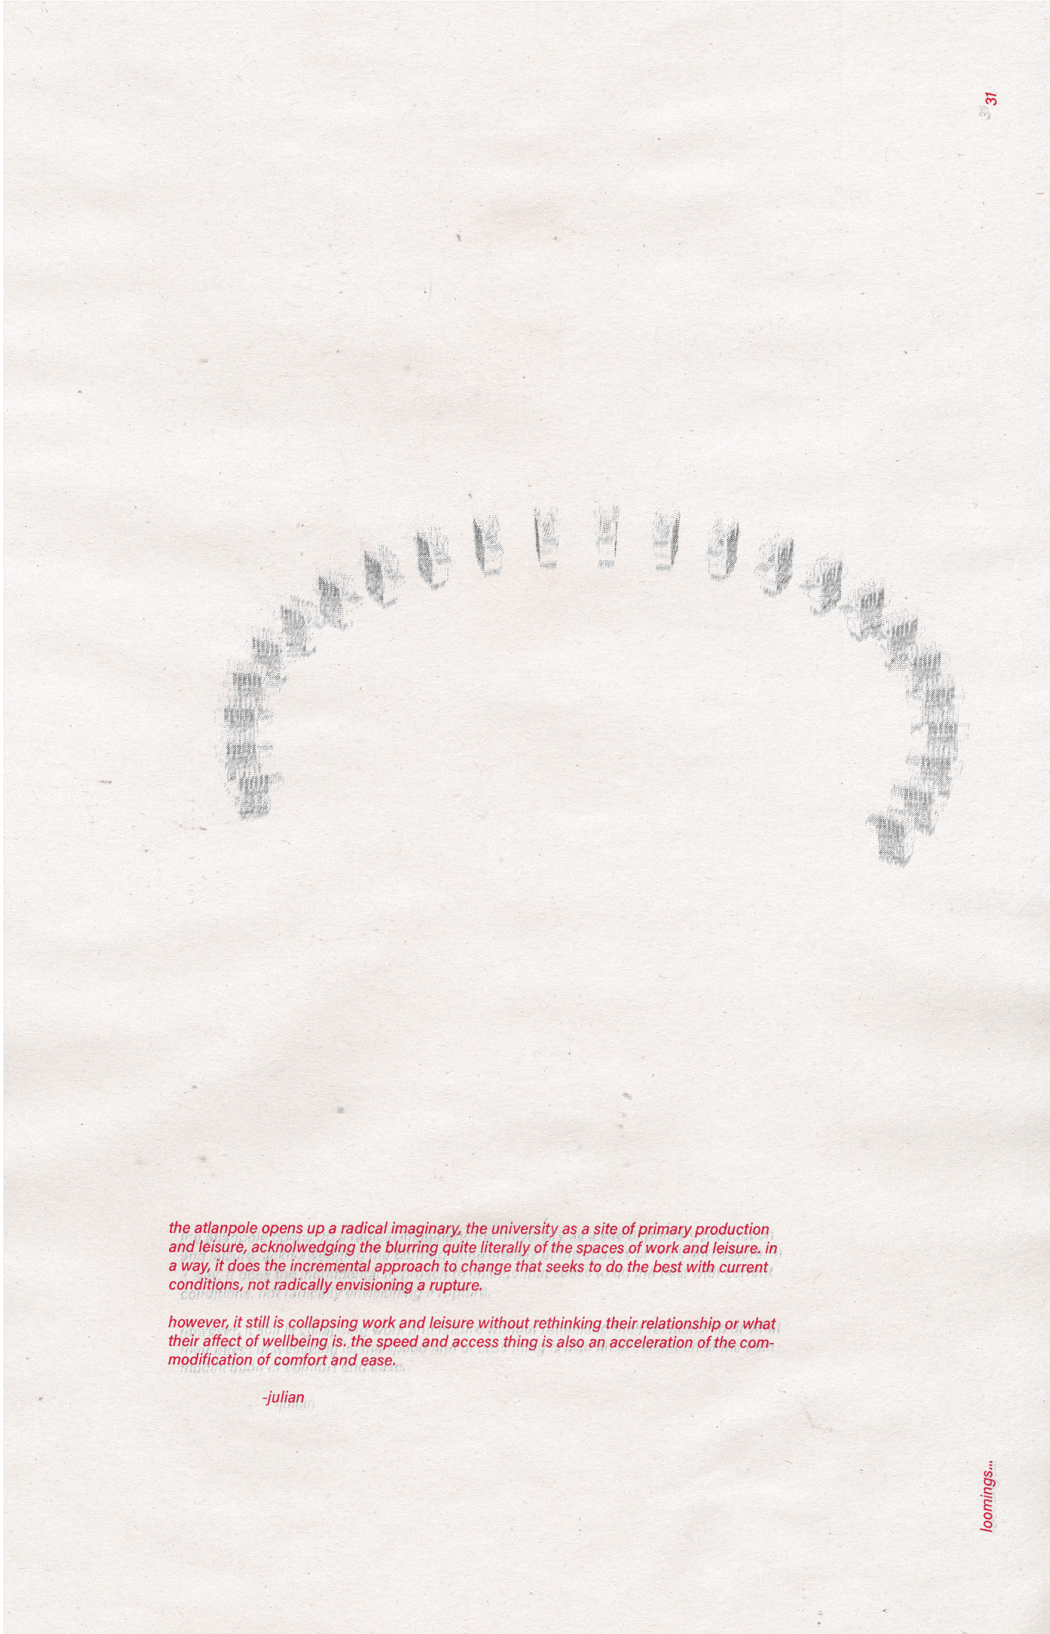 31
the atlanpole opens up a radical imaginary, the university as a site of primary production
and leisure, acknolwedging the blurring quite literally of the spaces of work and leisure. in
a way, it does the incremental approach to change that seeks to do the best with current
conditions, not radically envisioning a rupture.
however, it still is collapsing work and leisure without rethinking their relationship or what
their affect of wellbeing is. the speed and access thing is also an acceleration of the com-
modification of comfort and ease.
-julian
loomings...